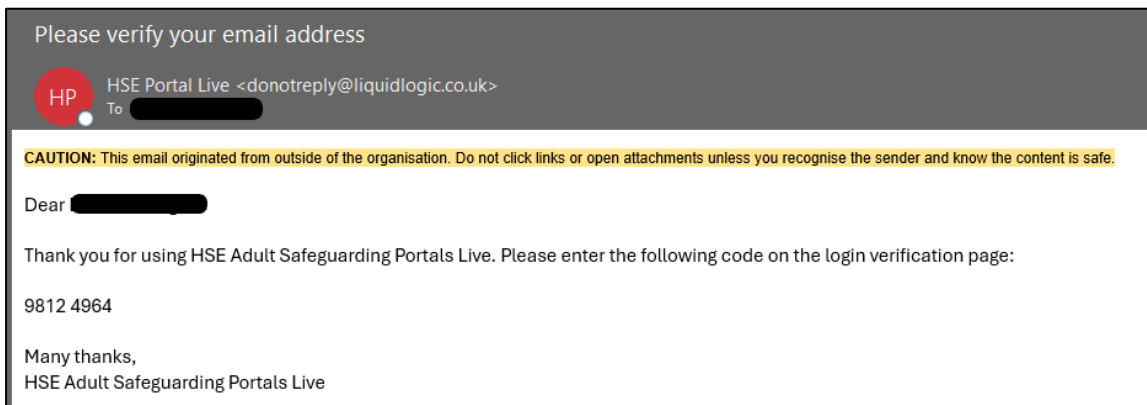 Please verify your email address
HP
HSE Portal Live <donotreply@liquidlogic.co.uk>
To
CAUTION: This email originated from outside of the organisation. Do not click links or open attachments unless you recognise the sender and know the content is safe.
Dear
Thank you for using HSE Adult Safeguarding Portals Live. Please enter the following code on the login verification page:
9812 4964
Many thanks,
HSE Adult Safeguarding Portals Live